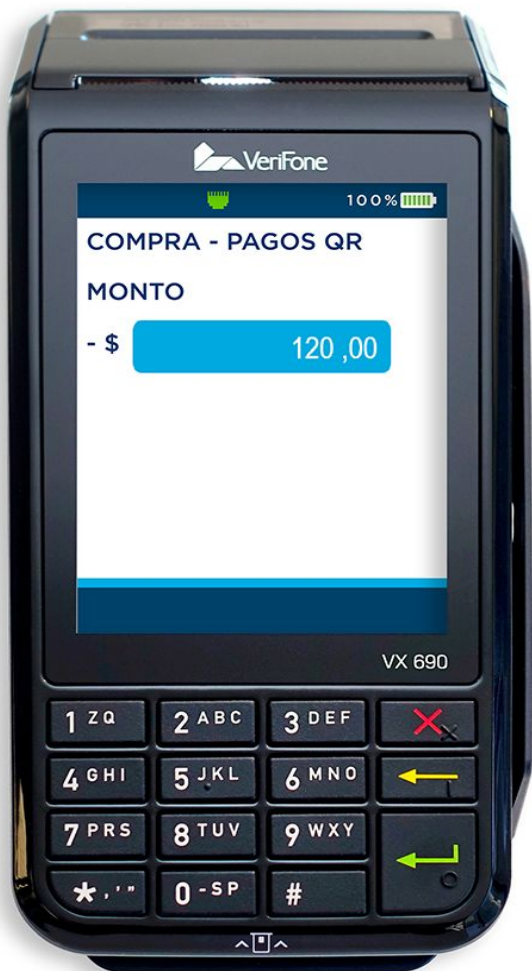 VeriFone
100%
COMPRA - PAGOS QR
MONTO
- $ 120 ,00
VX 690
1 ZQ 2 ABC 3 DEF
4 GHI 5 JKL 6 MNO
7 PRS 8 TUV 9 WXY
* , ' " 0 - SP #